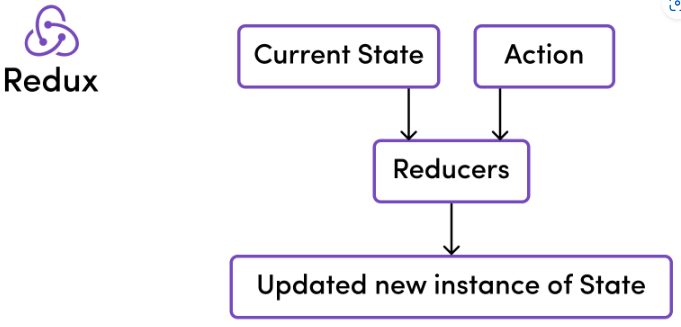 Redux
Current State
Action
Reducers
Updated new instance of State